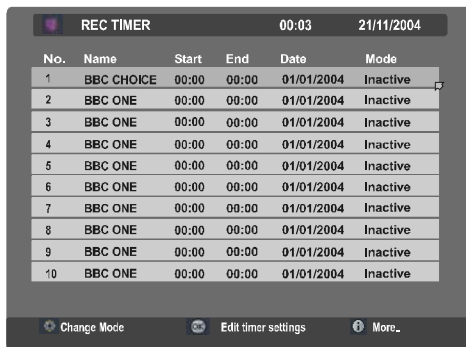 REC TIMER 00:03 21/11/2004
No. Name Start End Date Mode
1 BBC CHOICE 00:00 00:00 01/01/2004 Inactive
2 BBC ONE 00:00 00:00 01/01/2004 Inactive
3 BBC ONE 00:00 00:00 01/01/2004 Inactive
4 BBC ONE 00:00 00:00 01/01/2004 Inactive
5 BBC ONE 00:00 00:00 01/01/2004 Inactive
6 BBC ONE 00:00 00:00 01/01/2004 Inactive
7 BBC ONE 00:00 00:00 01/01/2004 Inactive
8 BBC ONE 00:00 00:00 01/01/2004 Inactive
9 BBC ONE 00:00 00:00 01/01/2004 Inactive
10 BBC ONE 00:00 00:00 01/01/2004 Inactive
Change Mode OK Edit timer settings i More...